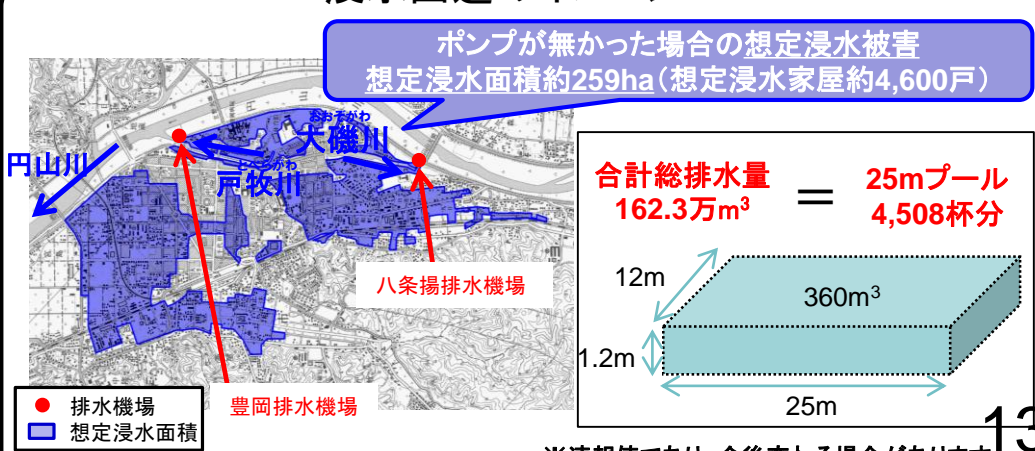 ポンプが無かった場合の想定浸水被害
想定浸水面積約259ha(想定浸水家屋約4,600戸)
おおぞがわ
大磯川
とべらがわ
戸牧川
円山川
八条揚排水機場
豊岡排水機場
● 排水機場
想定浸水面積
合計総排水量
162.3万m³
=
25mプール
4,508杯分
12m
360m³
1.2m
25m
13